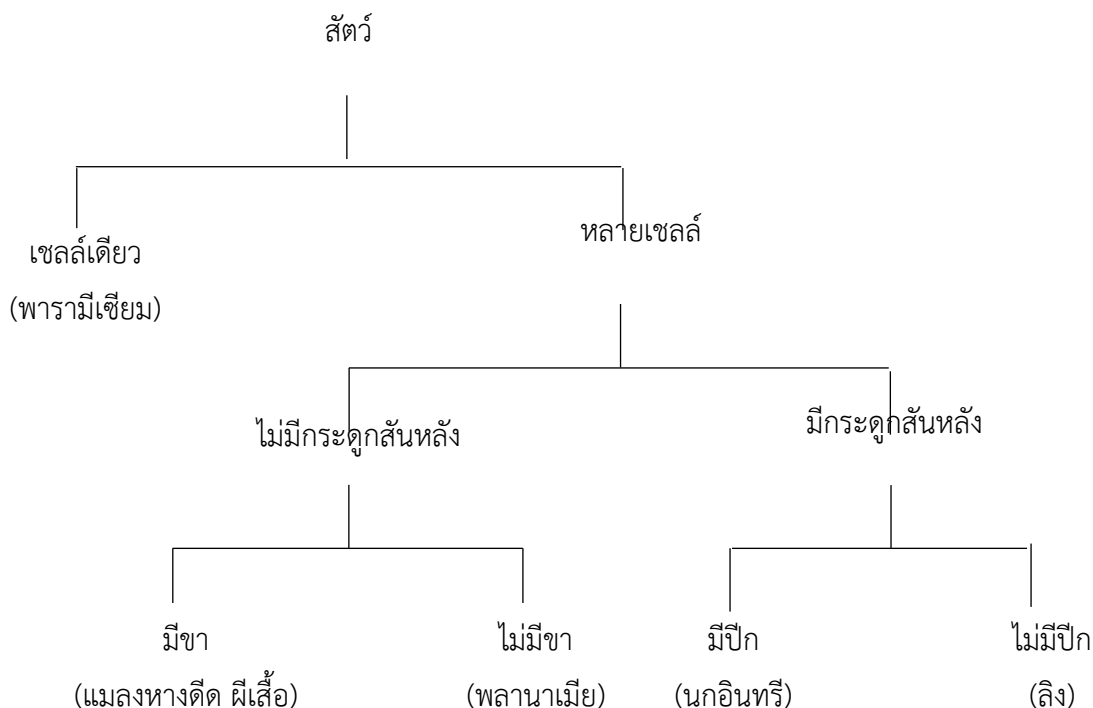 สัตว์
เซลล์เดียว
(พารามีเซียม)
หลายเซลล์
ไม่มีกระดูกสันหลัง
มีกระดูกสันหลัง
มีขา
(แมลงหางดีด ผีเสื้อ)
ไม่มีขา
(พลานาเมีย)
มีปีก
(นกอินทรี)
ไม่มีปีก
(ลิง)